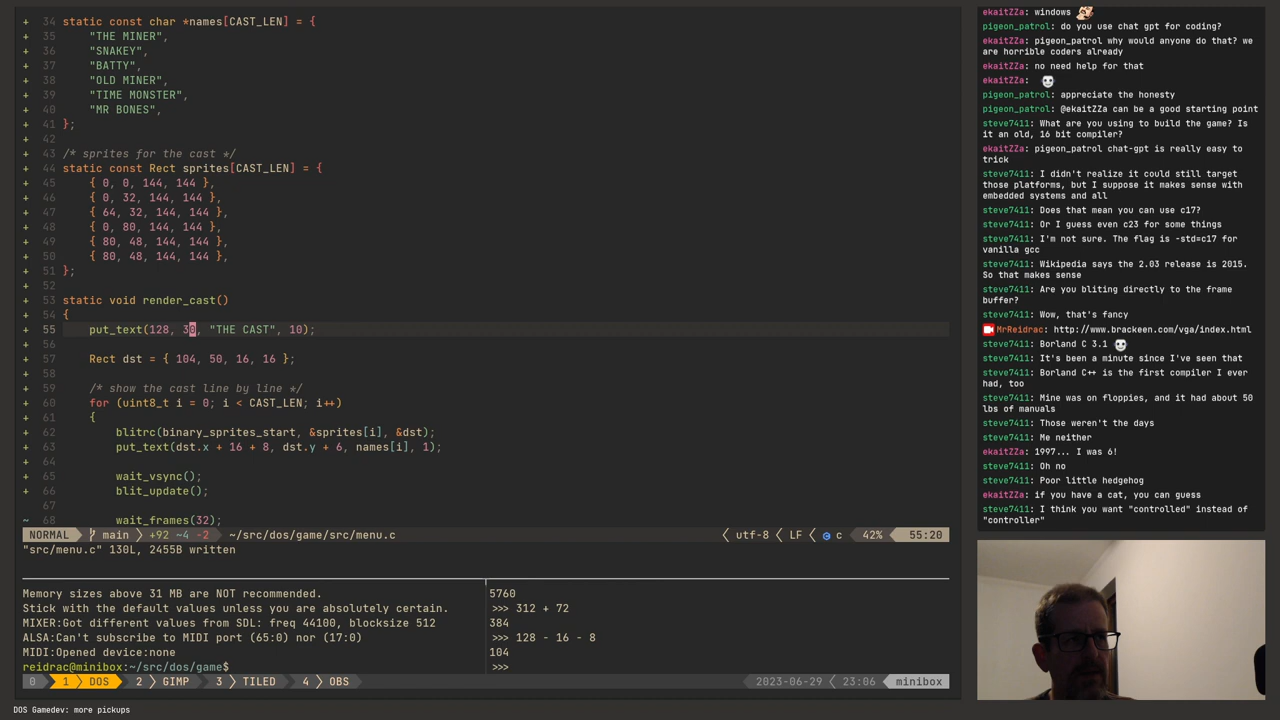 + 34 static const char *names[CAST_LEN] = {
+ 35 "THE MINER",
+ 36 "SNAKEY",
+ 37 "BATTY",
+ 38 "OLD MINER",
+ 39 "TIME MONSTER",
+ 40 "MR BONES",
+ 41 };
+ 42
+ 43 /* sprites for the cast */
+ 44 static const Rect sprites[CAST_LEN] = {
+ 45 { 0, 0, 144, 144 },
+ 46 { 0, 32, 144, 144 },
+ 47 { 64, 32, 144, 144 },
+ 48 { 0, 80, 144, 144 },
+ 49 { 80, 48, 144, 144 },
+ 50 { 80, 48, 144, 144 },
+ 51 };
+ 52
+ 53 static void render_cast()
+ 54 {
+ 55 put_text(128, 30, "THE CAST", 10);
+ 56
+ 57 Rect dst = { 104, 50, 16, 16 };
+ 58
+ 59 /* show the cast line by line */
+ 60 for (uint8_t i = 0; i < CAST_LEN; i++)
+ 61 {
+ 62 blitrc(binary_sprites_start, &sprites[i], &dst);
+ 63 put_text(dst.x + 16 + 8, dst.y + 6, names[i], 1);
+ 64
+ 65 wait_vsync();
+ 66 blit_update();
67
~ 68 wait_frames(32);
NORMAL main +92 ~4 -2 ~/src/dos/game/src/menu.c utf-8 LF c 42% 55:20
"src/menu.c" 130L, 2455B written
Memory sizes above 31 MB are NOT recommended.
Stick with the default values unless you are absolutely certain.
MIXER:Got different values from SDL: freq 44100, blocksize 512
ALSA:Can't subscribe to MIDI port (65:0) nor (17:0)
MIDI:Opened device:none
reidrac@minibox:~/src/dos/game$
5760
>>> 312 + 72
384
>>> 128 - 16 - 8
104
>>>
0 1 DOS 2 GIMP 3 TILED 4 OBS 2023-06-29 23:06 minibox
DOS Gamedev: more pickups
ekaitZZa: windows
pigeon_patrol: do you use chat gpt for coding?
ekaitZZa: pigeon_patrol why would anyone do that? we
are horrible coders already
ekaitZZa: no need help for that
ekaitZZa:
pigeon_patrol: appreciate the honesty
pigeon_patrol: @ekaitZZa can be a good starting point
steve7411: What are you using to build the game? Is
it an old, 16 bit compiler?
ekaitZZa: pigeon_patrol chat-gpt is really easy to
trick
steve7411: I didn't realize it could still target
those platforms, but I suppose it makes sense with
embedded systems and all
steve7411: Does that mean you can use c17?
steve7411: Or I guess even c23 for some things
steve7411: I'm not sure. The flag is -std=c17 for
vanilla gcc
steve7411: Wikipedia says the 2.03 release is 2015.
So that makes sense
steve7411: Are you bliting directly to the frame
buffer?
steve7411: Wow, that's fancy
MrReidrac: http://www.brackeen.com/vga/index.html
steve7411: Borland C 3.1
steve7411: It's been a minute since I've seen that
steve7411: Borland C++ is the first compiler I ever
had, too
steve7411: Mine was on floppies, and it had about 50
lbs of manuals
steve7411: Those weren't the days
steve7411: Me neither
ekaitZZa: 1997... I was 6!
steve7411: Oh no
steve7411: Poor little hedgehog
ekaitZZa: if you have a cat, you can guess
steve7411: I think you want "controlled" instead of
"controller"